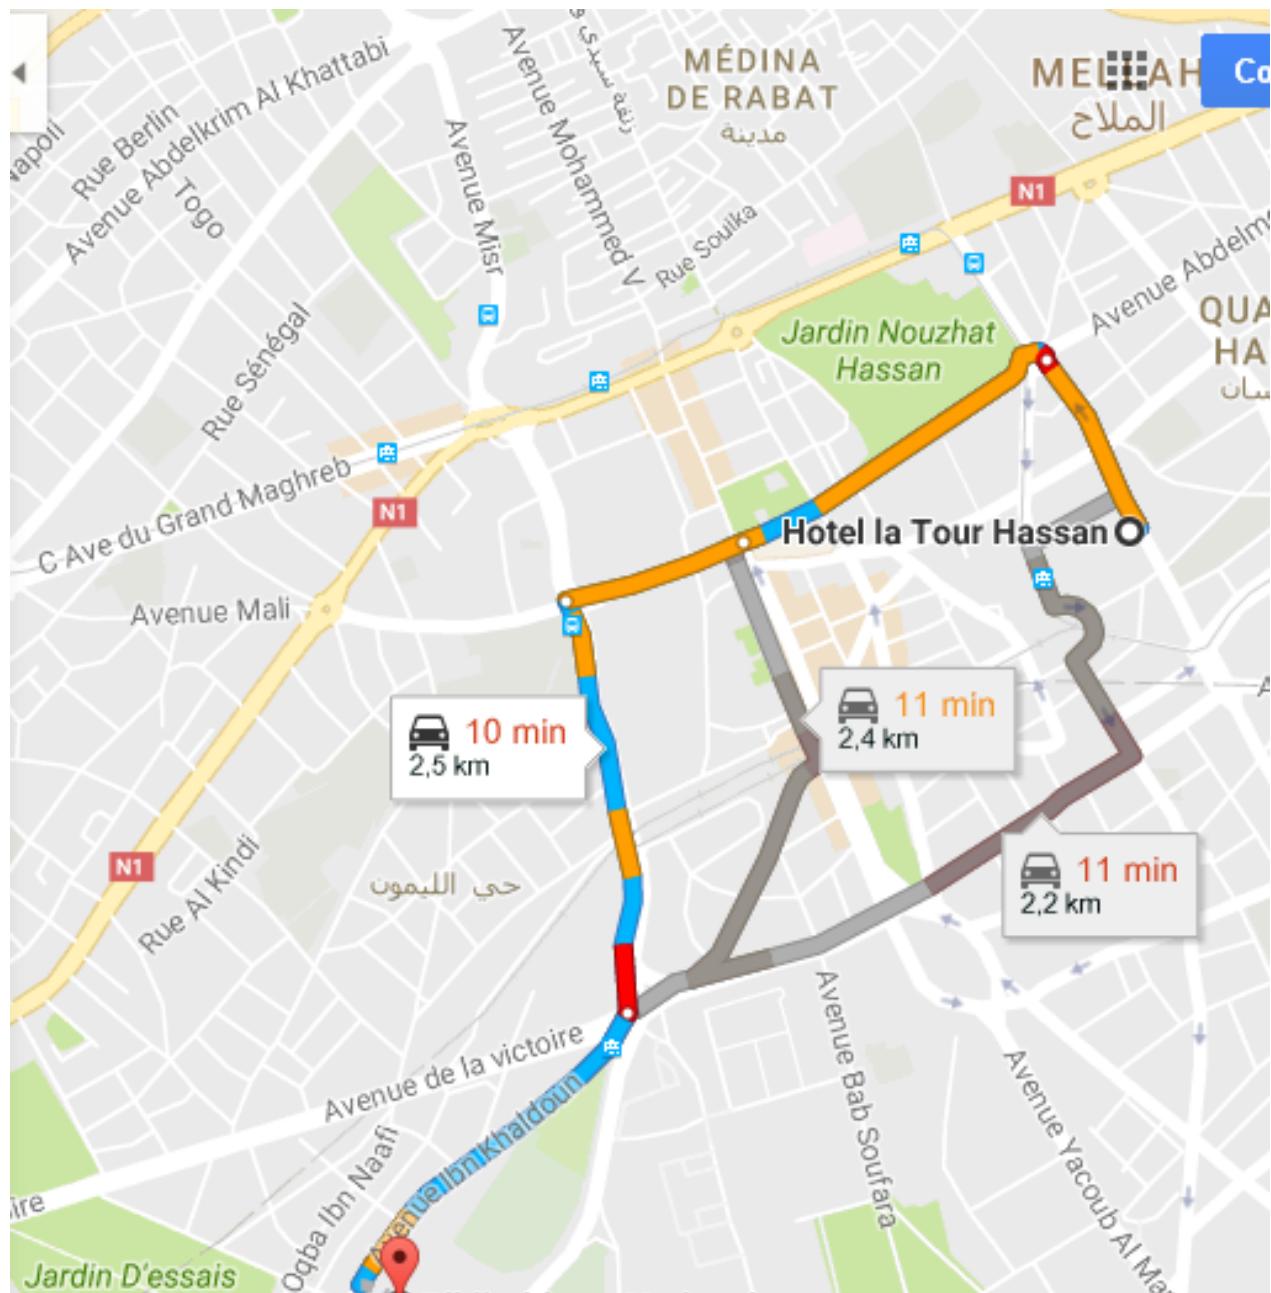 Avenue Abdelkrim Al Khattabi
Rue Berlin
Togo
Avenue Misr
Avenue Mohammed V
زنقة سيدي
MÉDINA
DE RABAT
مدينة
MELLAH
الملاح
Co
N1
Rue Souika
Avenue Abdelm
QUA
HA
Jardin Nouzhat
Hassan
Rue Sénégal
C Ave du Grand Maghreb
N1
Hotel la Tour Hassan
Avenue Mali
10 min
2,5 km
11 min
2,4 km
11 min
2,2 km
N1
Rue Al Kindi
حي الليمون
Avenue de la victoire
Avenue Ibn Khaldoun
Oqba Ibn Naafi
Avenue Bab Soufara
Avenue Yacoub Al Ma
oire
Jardin D'essais